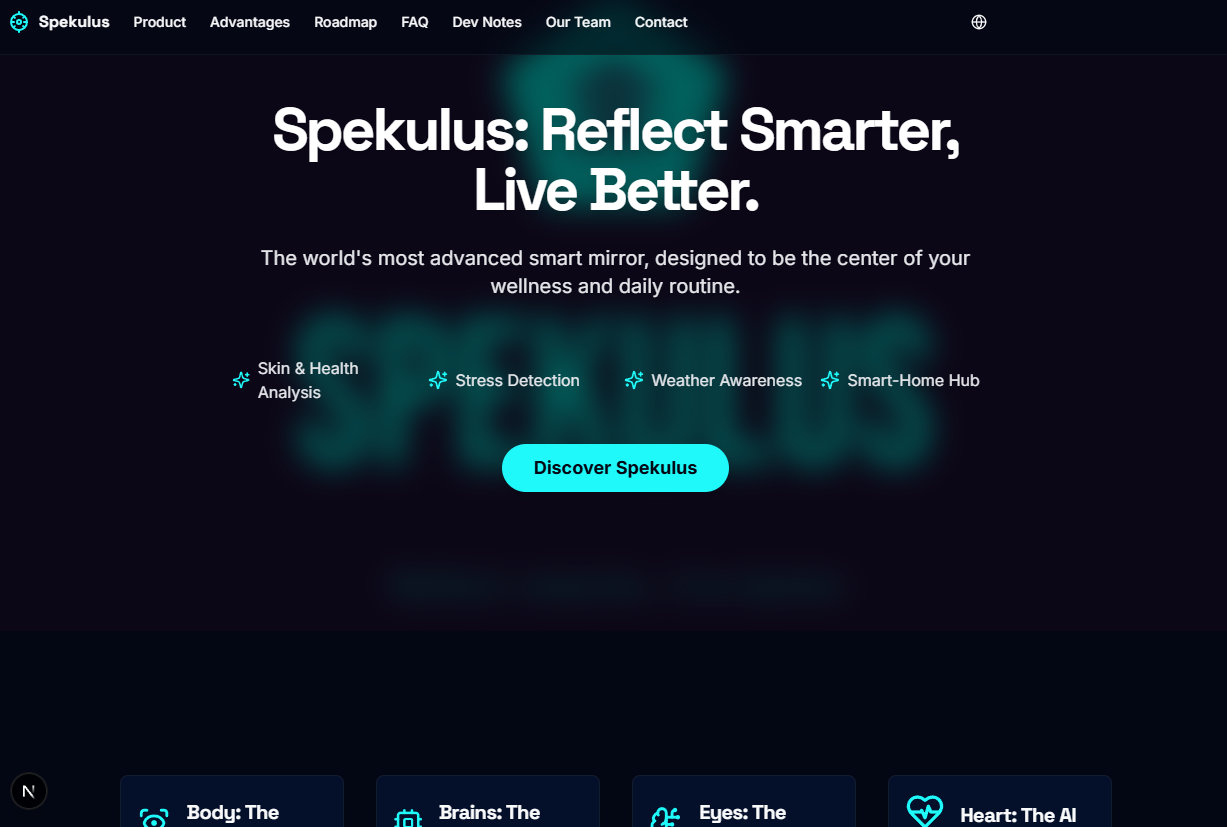 Spekulus Product Advantages Roadmap FAQ Dev Notes Our Team Contact
Spekulus: Reflect Smarter,
Live Better.
The world's most advanced smart mirror, designed to be the center of your
wellness and daily routine.
SPEKULUS
Skin & Health
Analysis
Stress Detection
Weather Awareness
Smart-Home Hub
Discover Spekulus
N
Body: The
Brains: The
Eyes: The
Heart: The AI